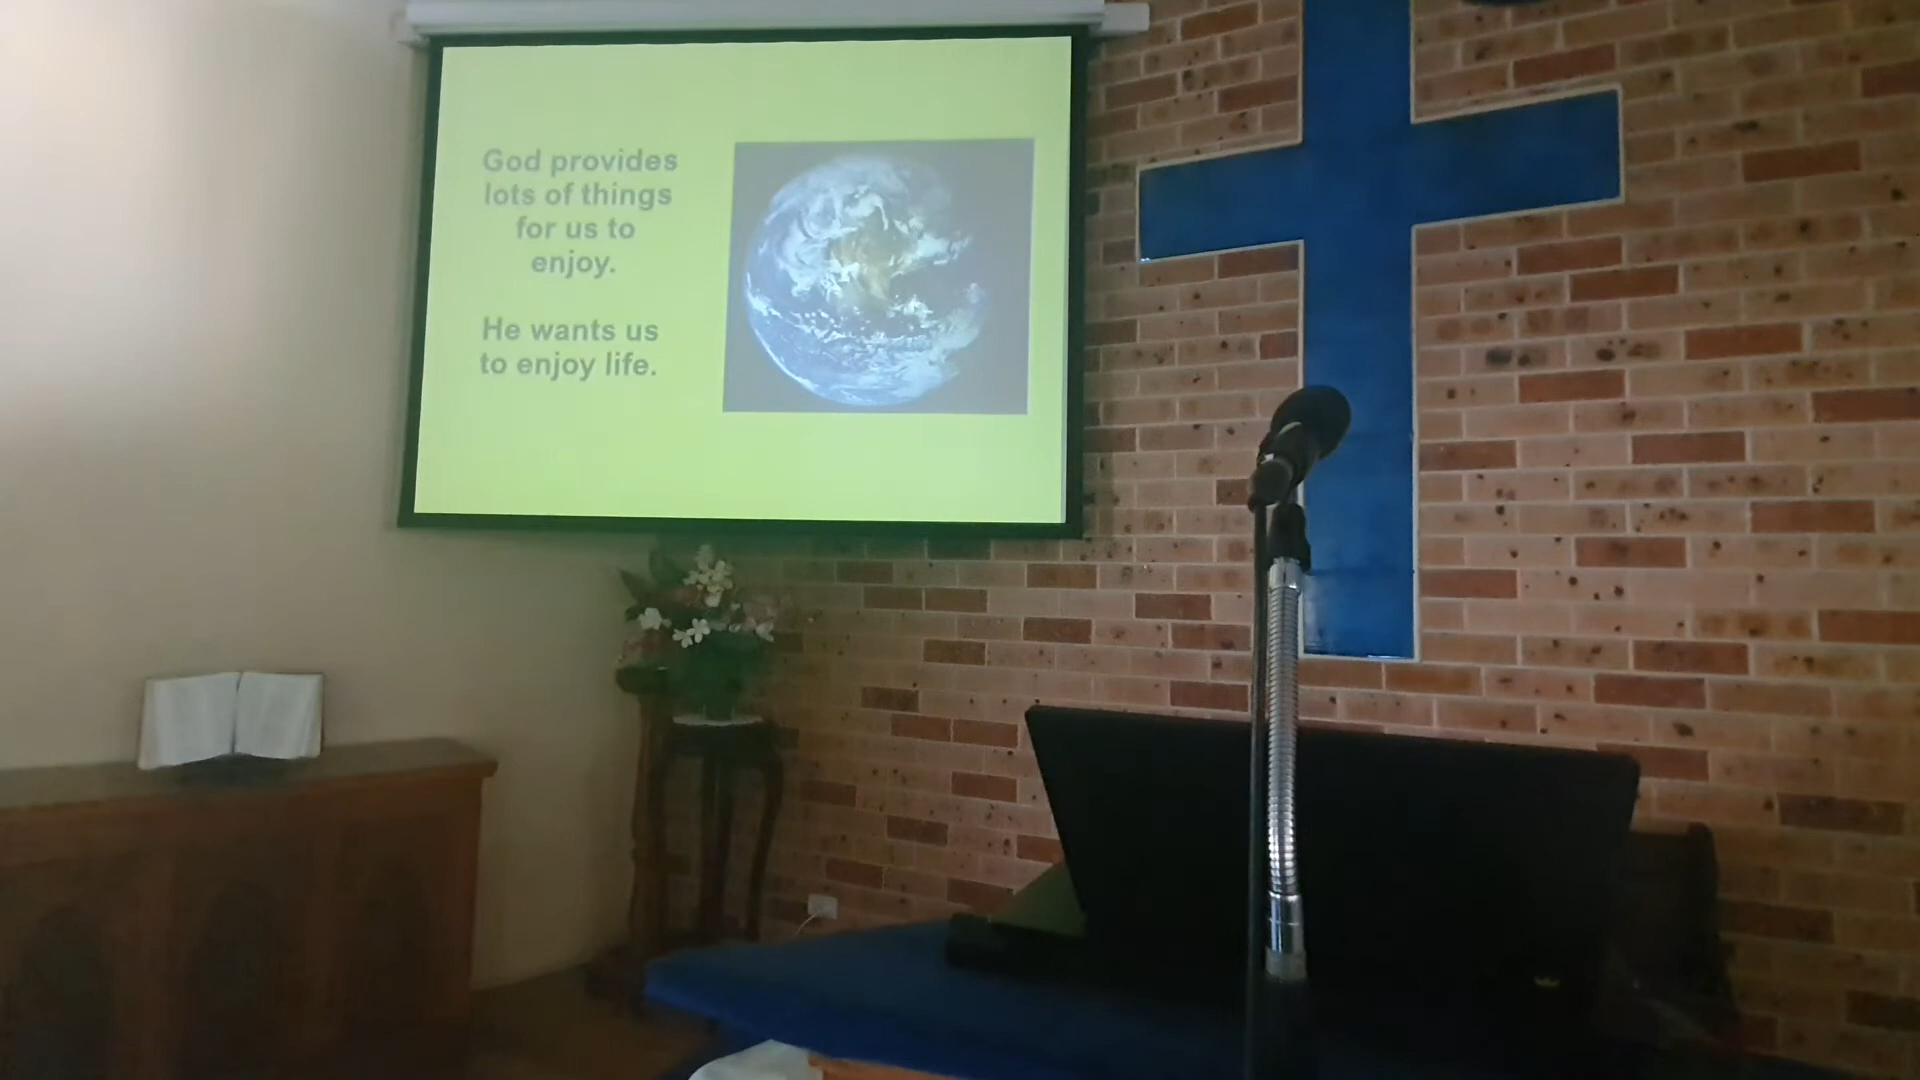 God provides
lots of things
for us to
enjoy.
He wants us
to enjoy life.